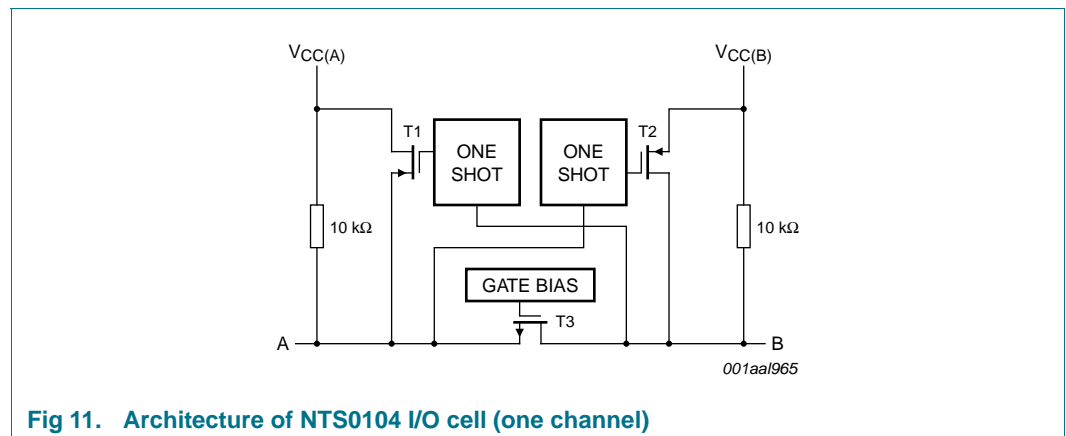 VCC(A)
VCC(B)
T1
ONE
SHOT
ONE
SHOT
T2
10 kΩ
10 kΩ
GATE BIAS
T3
A
B
001aal965
Fig 11. Architecture of NTS0104 I/O cell (one channel)